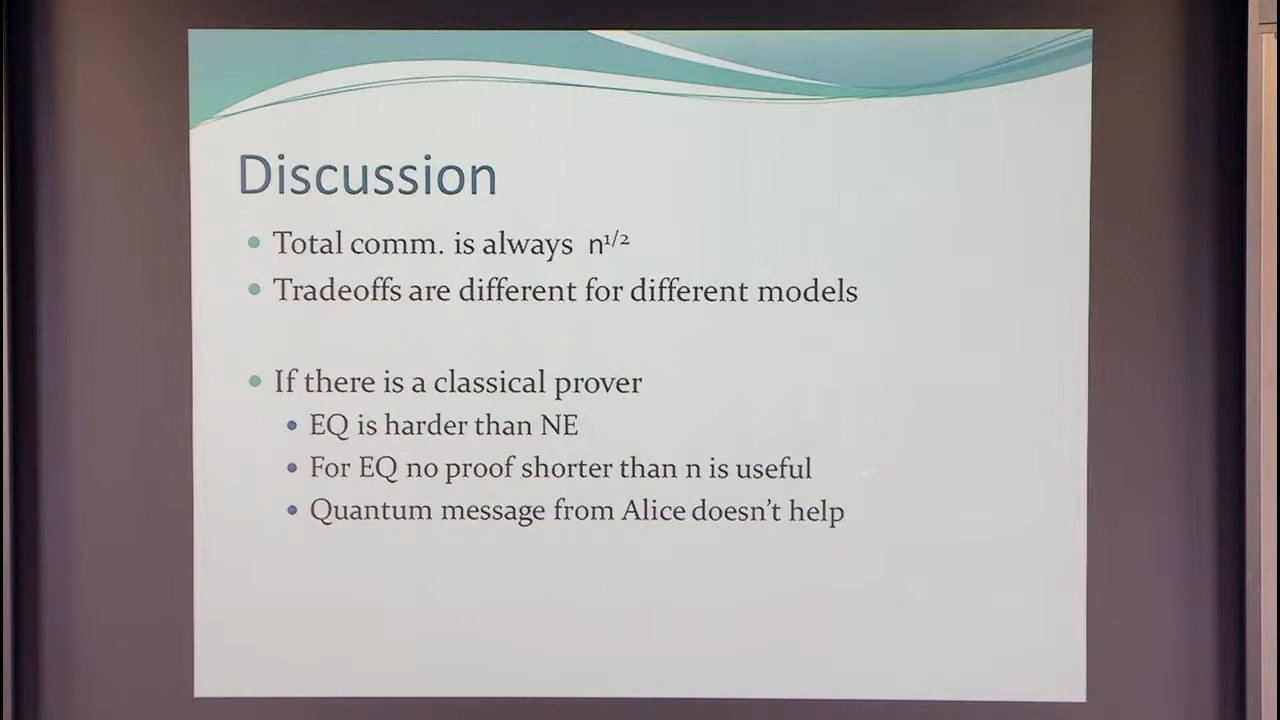 Discussion
• Total comm. is always n^1/2
• Tradeoffs are different for different models
• If there is a classical prover
• EQ is harder than NE
• For EQ no proof shorter than n is useful
• Quantum message from Alice doesn't help